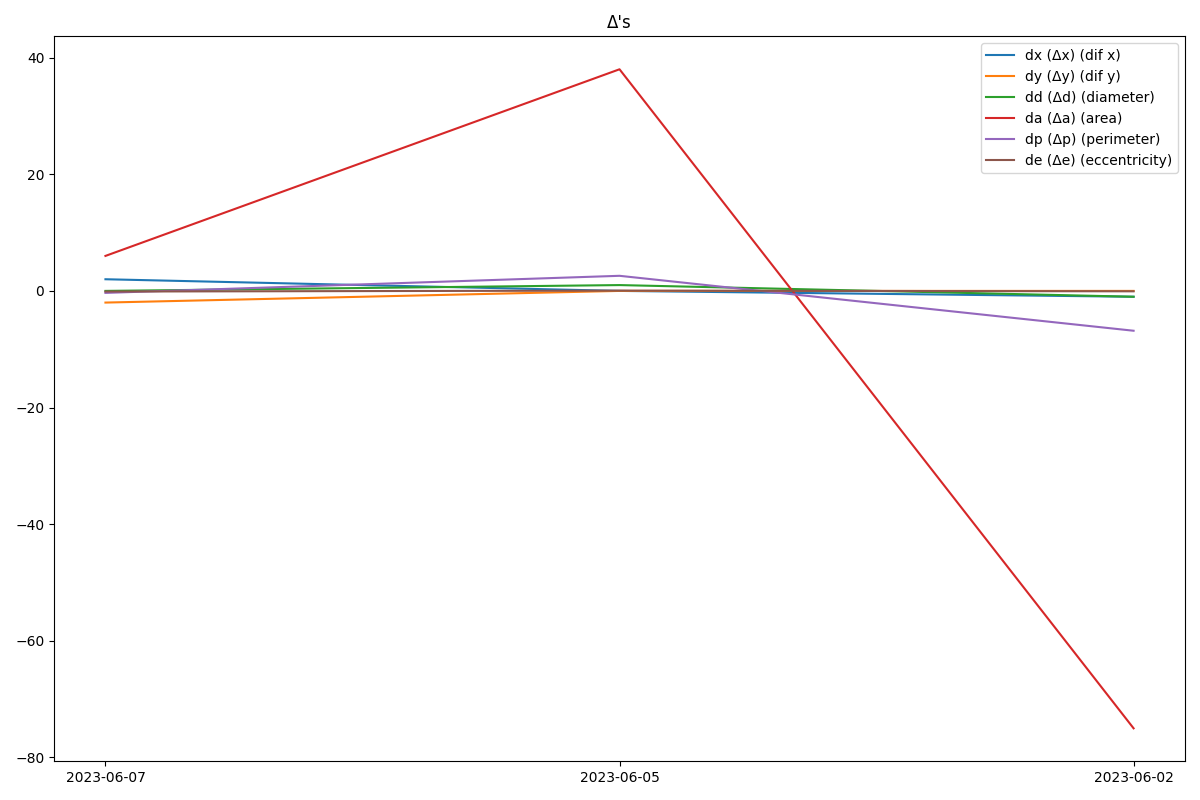 Δ's
40
20
0
−20
−40
−60
−80
2023-06-07
2023-06-05
2023-06-02
dx (Δx) (dif x)
dy (Δy) (dif y)
dd (Δd) (diameter)
da (Δa) (area)
dp (Δp) (perimeter)
de (Δe) (eccentricity)